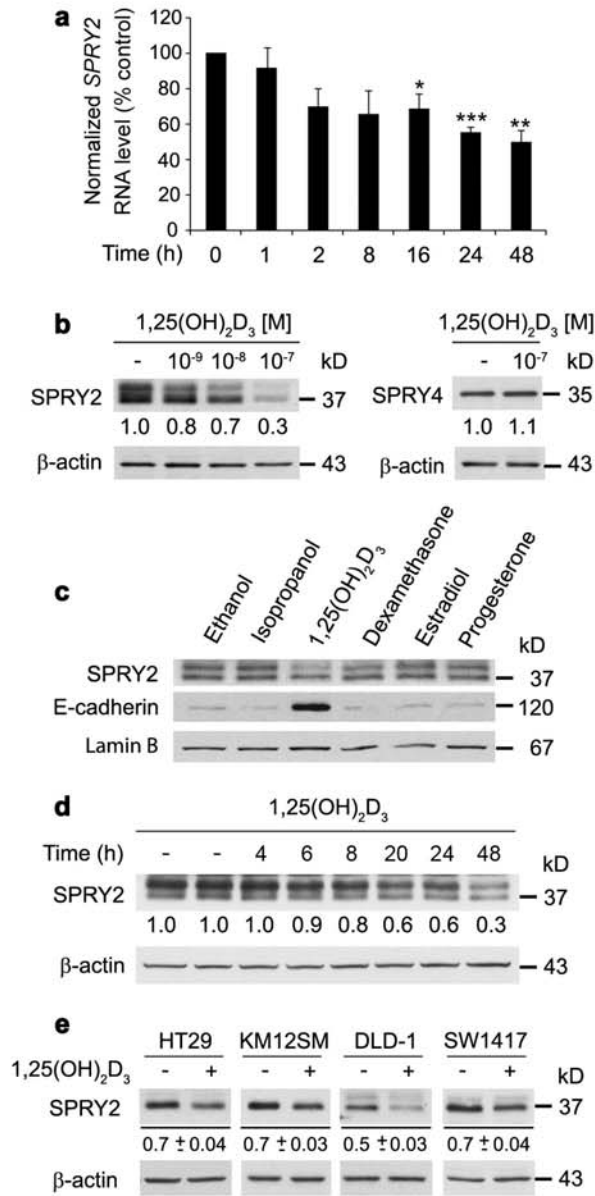 a
Normalized SPRY2
RNA level (% control)
120
100
80
60
40
20
0
* *** **
Time (h) 0 1 2 8 16 24 48
b
1,25(OH)₂D₃ [M]
- 10⁻⁹ 10⁻⁸ 10⁻⁷ kD
SPRY2 37
1.0 0.8 0.7 0.3
β-actin 43
1,25(OH)₂D₃ [M]
- 10⁻⁷ kD
SPRY4 35
1.0 1.1
β-actin 43
c
Ethanol
Isopropanol
1,25(OH)₂D₃
Dexamethasone
Estradiol
Progesterone
kD
SPRY2 37
E-cadherin 120
Lamin B 67
d
1,25(OH)₂D₃
Time (h) - - 4 6 8 20 24 48 kD
SPRY2 37
1.0 1.0 1.0 0.9 0.8 0.6 0.6 0.3
β-actin 43
e
HT29 KM12SM DLD-1 SW1417
1,25(OH)₂D₃ - + - + - + - + kD
SPRY2 37
0.7 ± 0.04 0.7 ± 0.03 0.5 ± 0.03 0.7 ± 0.04
β-actin 43